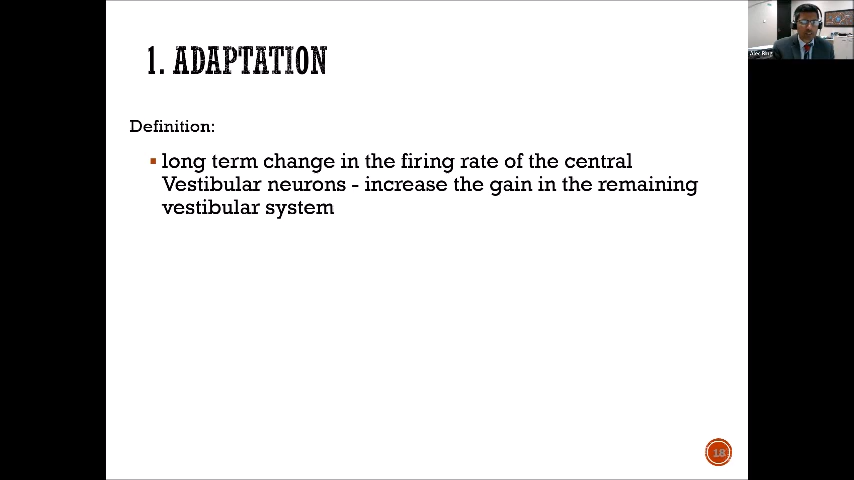 1. ADAPTATION
Definition:
▪ long term change in the firing rate of the central
Vestibular neurons - increase the gain in the remaining
vestibular system
18